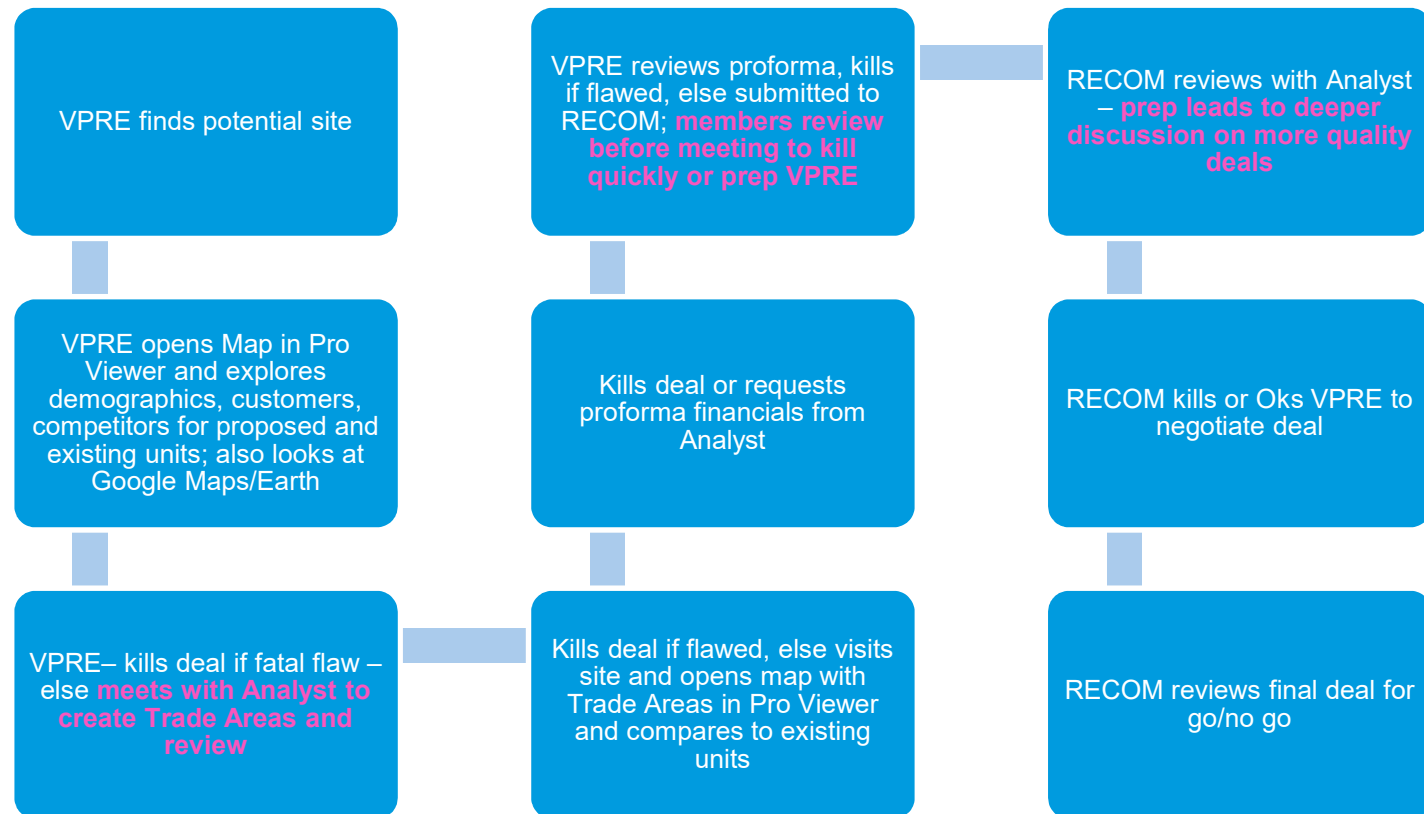 VPRE finds potential site
VPRE opens Map in Pro
Viewer and explores
demographics, customers,
competitors for proposed and
existing units; also looks at
Google Maps/Earth
VPRE– kills deal if fatal flaw –
else meets with Analyst to
create Trade Areas and
review
Kills deal if flawed, else visits
site and opens map with
Trade Areas in Pro Viewer
and compares to existing
units
Kills deal or requests
proforma financials from
Analyst
VPRE reviews proforma, kills
if flawed, else submitted to
RECOM; members review
before meeting to kill
quickly or prep VPRE
RECOM reviews with Analyst
– prep leads to deeper
discussion on more quality
deals
RECOM kills or Oks VPRE to
negotiate deal
RECOM reviews final deal for
go/no go